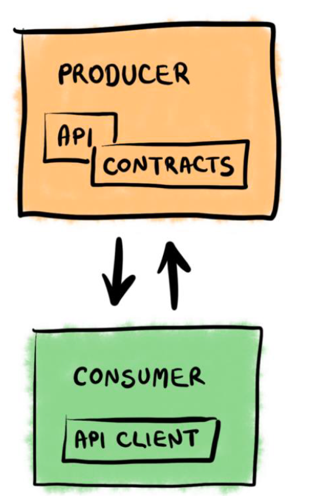 PRODUCER
API
CONTRACTS
CONSUMER
API CLIENT